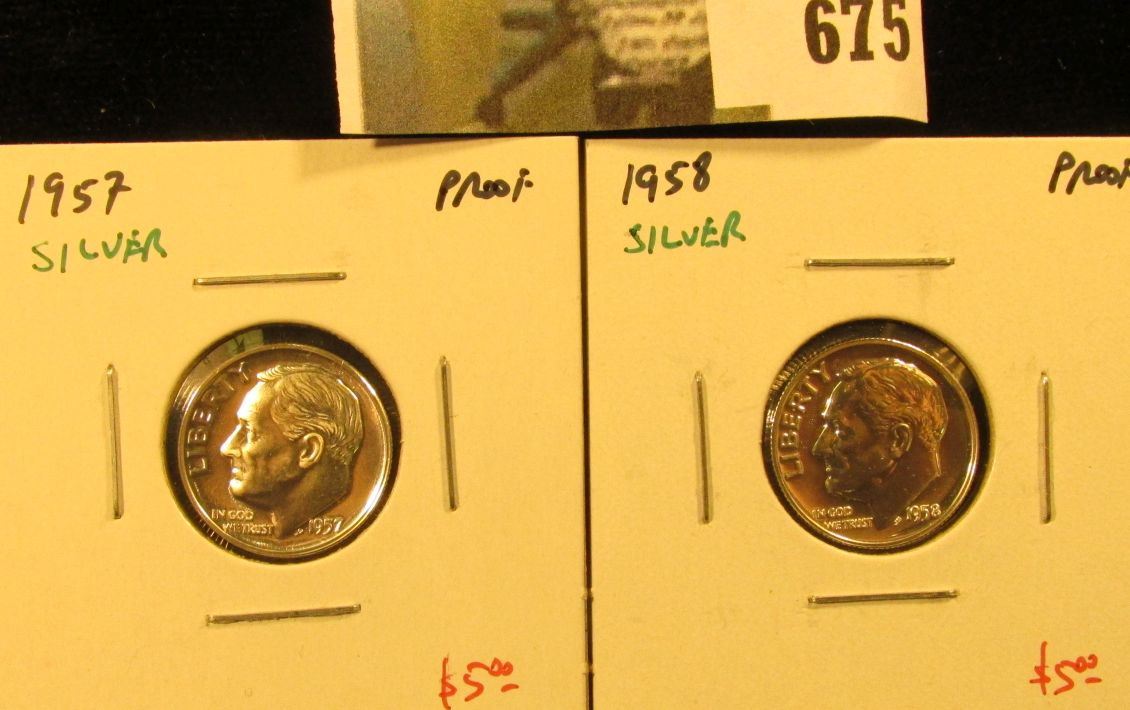 675
1957 PROOF
SILVER
LIBERTY
IN GOD
WE TRUST 1957
$5.00
1958 PROOF
SILVER
LIBERTY
IN GOD
WE TRUST 1958
$5.00